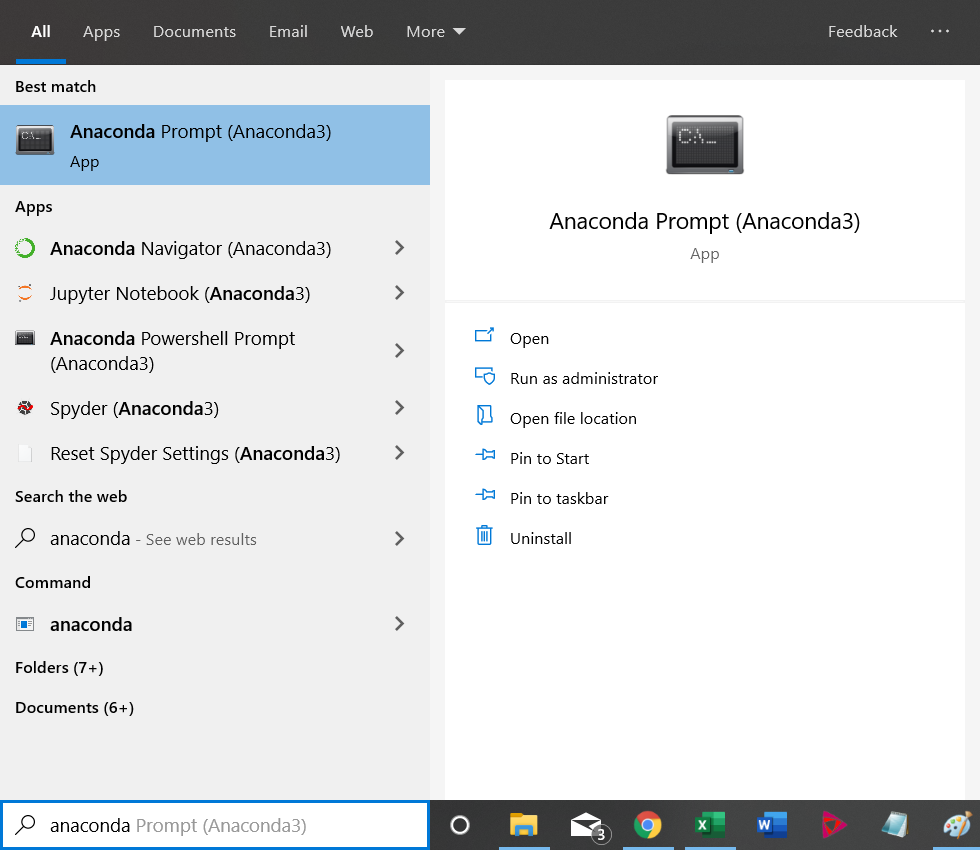 All Apps Documents Email Web More Feedback ...
Best match
Anaconda Prompt (Anaconda3)
App
Apps
Anaconda Navigator (Anaconda3)
Jupyter Notebook (Anaconda3)
Anaconda Powershell Prompt
(Anaconda3)
Spyder (Anaconda3)
Reset Spyder Settings (Anaconda3)
Search the web
anaconda - See web results
Command
anaconda
Folders (7+)
Documents (6+)
C:\_
Anaconda Prompt (Anaconda3)
App
Open
Run as administrator
Open file location
Pin to Start
Pin to taskbar
Uninstall
anaconda Prompt (Anaconda3)
3
X
W